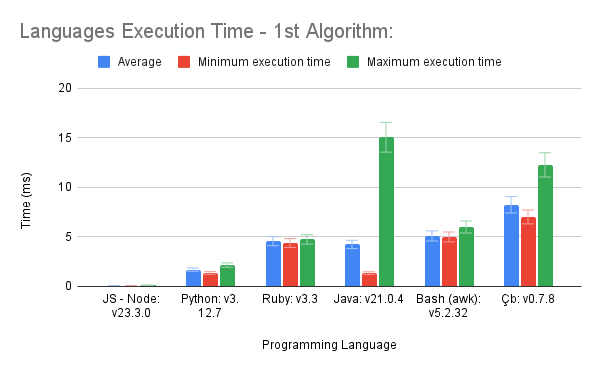 Languages Execution Time - 1st Algorithm:
Average Minimum execution time Maximum execution time
20
15
10
5
0
Time (ms)
JS - Node: Python: v3. Ruby: v3.3 Java: v21.0.4 Bash (awk): Çb: v0.7.8
v23.3.0 12.7 v5.2.32
Programming Language